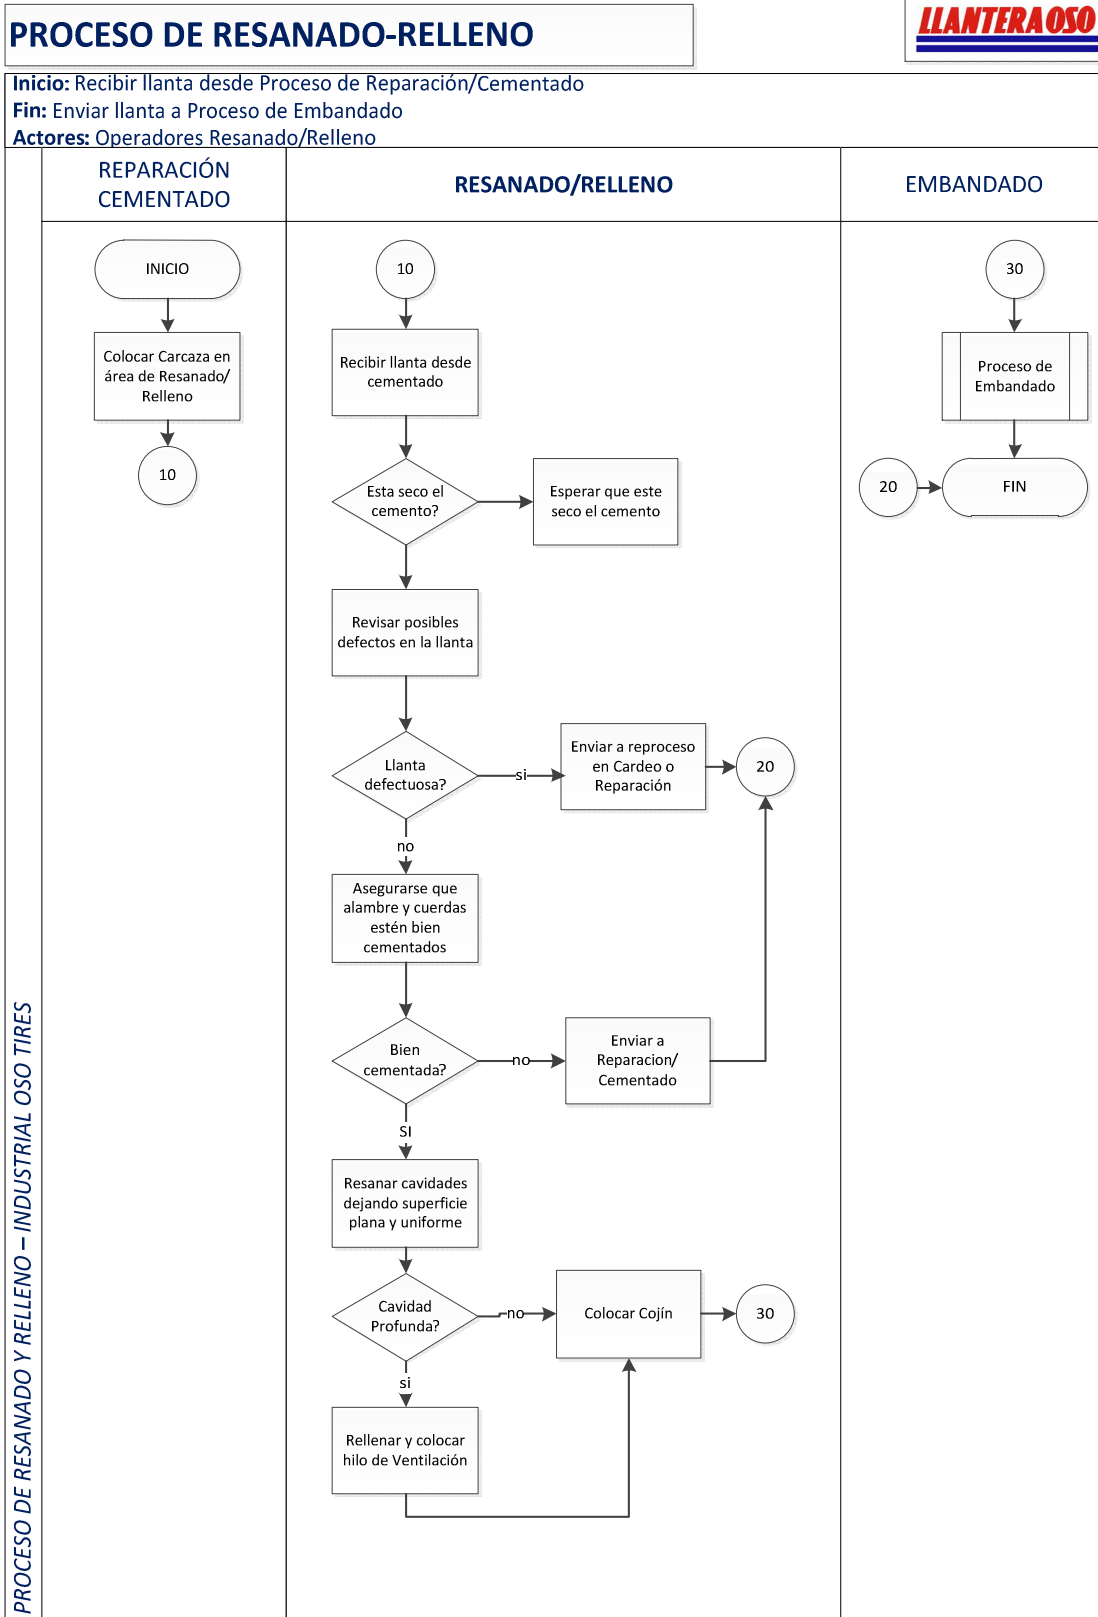 PROCESO DE RESANADO-RELLENO
LLANTERA OSO
Inicio: Recibir llanta desde Proceso de Reparación/Cementado
Fin: Enviar llanta a Proceso de Embandado
Actores: Operadores Resanado/Relleno
PROCESO DE RESANADO Y RELLENO – INDUSTRIAL OSO TIRES
REPARACIÓN
CEMENTADO
INICIO
Colocar Carcaza en
área de Resanado/
Relleno
10
RESANADO/RELLENO
10
Recibir llanta desde
cementado
Esta seco el
cemento?
Esperar que este
seco el cemento
Revisar posibles
defectos en la llanta
Llanta
defectuosa?
si
Enviar a reproceso
en Cardeo o
Reparación
20
no
Asegurarse que
alambre y cuerdas
estén bien
cementados
Bien
cementada?
no
Enviar a
Reparacion/
Cementado
SI
Resanar cavidades
dejando superficie
plana y uniforme
Cavidad
Profunda?
no
Colocar Cojín
30
si
Rellenar y colocar
hilo de Ventilación
EMBANDADO
30
Proceso de
Embandado
20
FIN